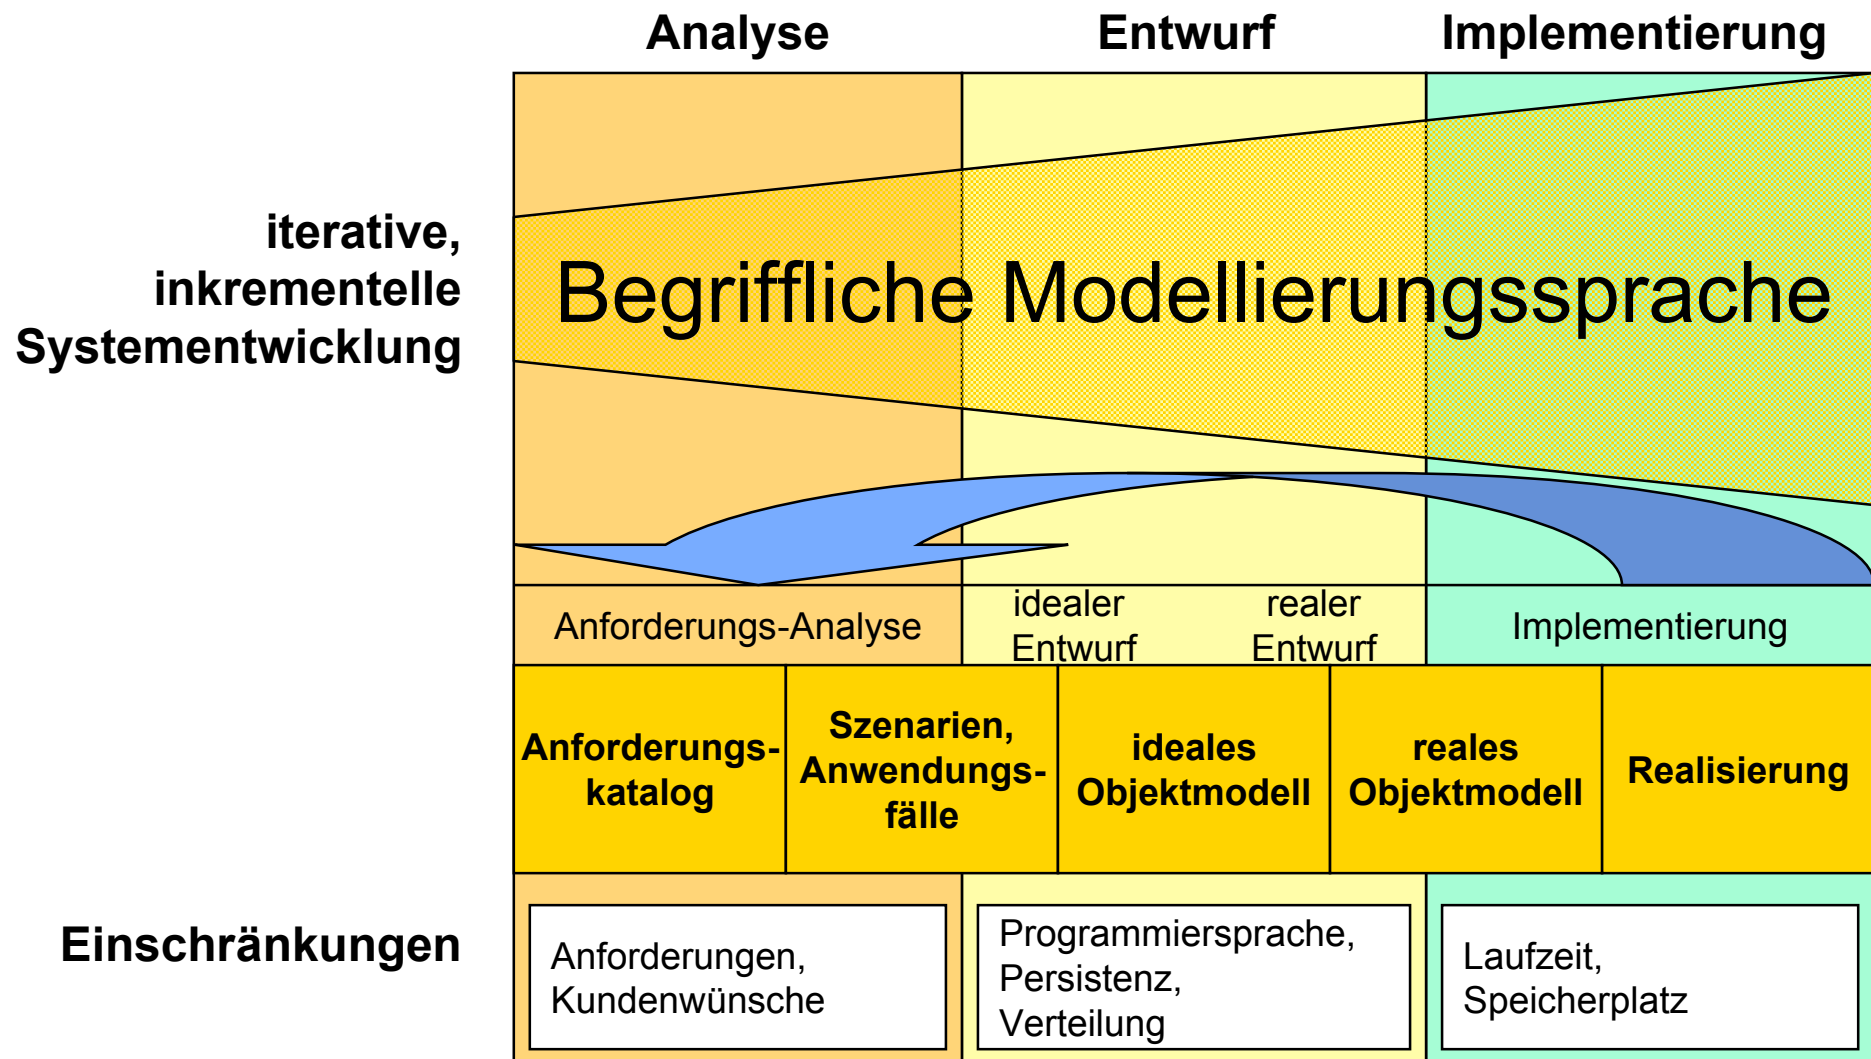 Analyse
Entwurf
Implementierung
iterative,
inkrementelle
Systementwicklung
Begriffliche Modellierungssprache
Anforderungs-Analyse
idealer
Entwurf
realer
Entwurf
Implementierung
Anforderungs-
katalog
Szenarien,
Anwendungs-
fälle
ideales
Objektmodell
reales
Objektmodell
Realisierung
Einschränkungen
Anforderungen,
Kundenwünsche
Programmiersprache,
Persistenz,
Verteilung
Laufzeit,
Speicherplatz